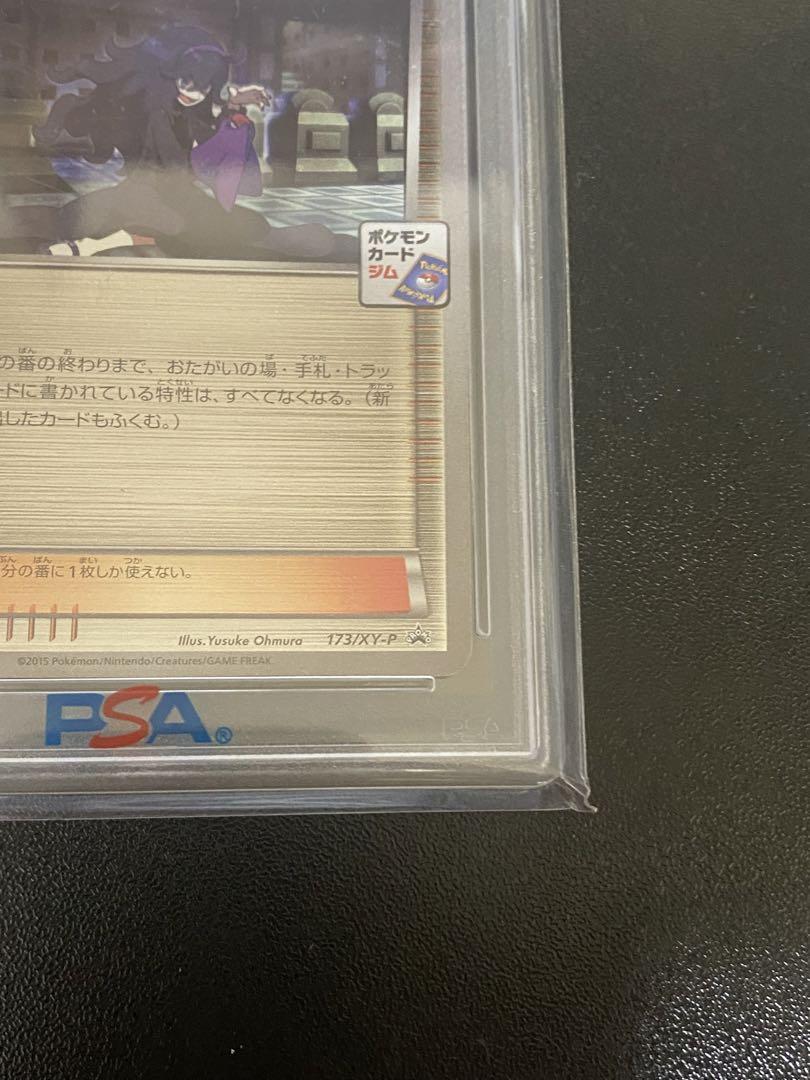 ポケモン
カード
ジム
の番の終わりまで、おたがいの場・手札・トラッ
ードに書かれている特性は、すべてなくなる。（新
したカードもふくむ。）
分の番に1枚しか使えない。
Illus.Yusuke Ohmura 173/XY-P
©2015 Pokémon/Nintendo/Creatures/GAME FREAK
PSA®